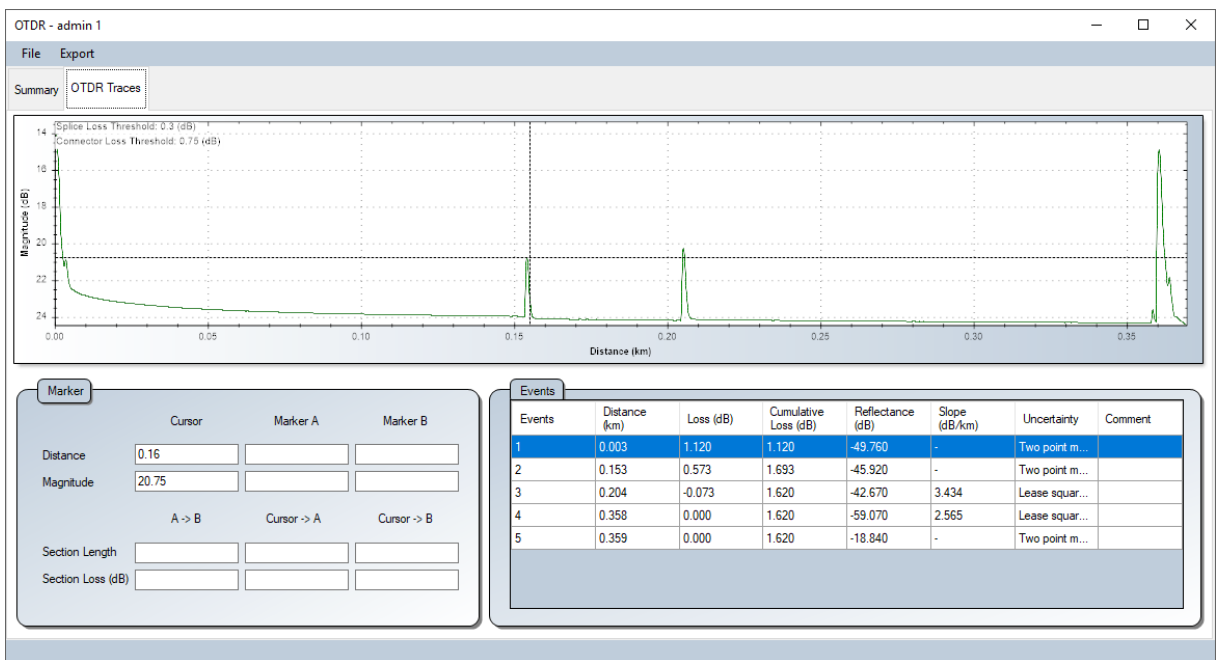 OTDR - admin 1
File Export
Summary OTDR Traces
Splice Loss Threshold: 0.3 (dB)
Connector Loss Threshold: 0.75 (dB)
14
16
18
20
22
24
Magnitude (dB)
0.00 0.05 0.10 0.15 0.20 0.25 0.30 0.35
Distance (km)
Marker
Cursor Marker A Marker B
Distance 0.16
Magnitude 20.75
A -> B Cursor -> A Cursor -> B
Section Length
Section Loss (dB)
Events
Events Distance (km) Loss (dB) Cumulative Loss (dB) Reflectance (dB) Slope (dB/km) Uncertainty Comment
1 0.003 1.120 1.120 -49.760 - Two point m...
2 0.153 0.573 1.693 -45.920 - Two point m...
3 0.204 -0.073 1.620 -42.670 3.434 Lease squar...
4 0.358 0.000 1.620 -59.070 2.565 Lease squar...
5 0.359 0.000 1.620 -18.840 - Two point m...